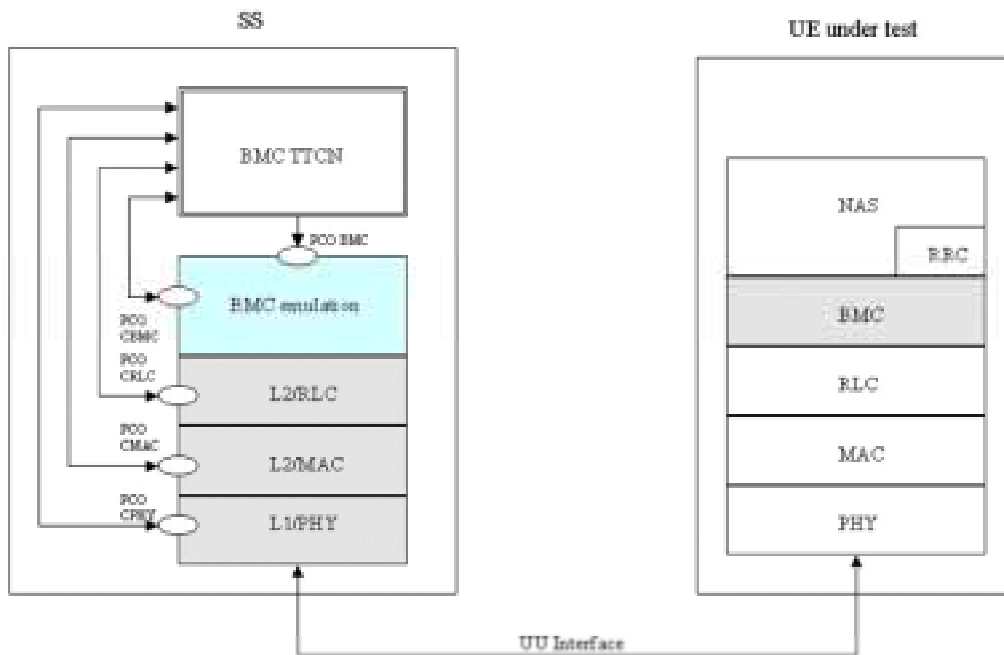 SS
UE under test
BMC TTCN
PCO BMC
BMC emulation
PCO
CBMC
PCO
CRLC
L2/RLC
PCO
CMAC
L2/MAC
PCO
CPHY
L1/PHY
NAS
RRC
BMC
RLC
MAC
PHY
UU Interface